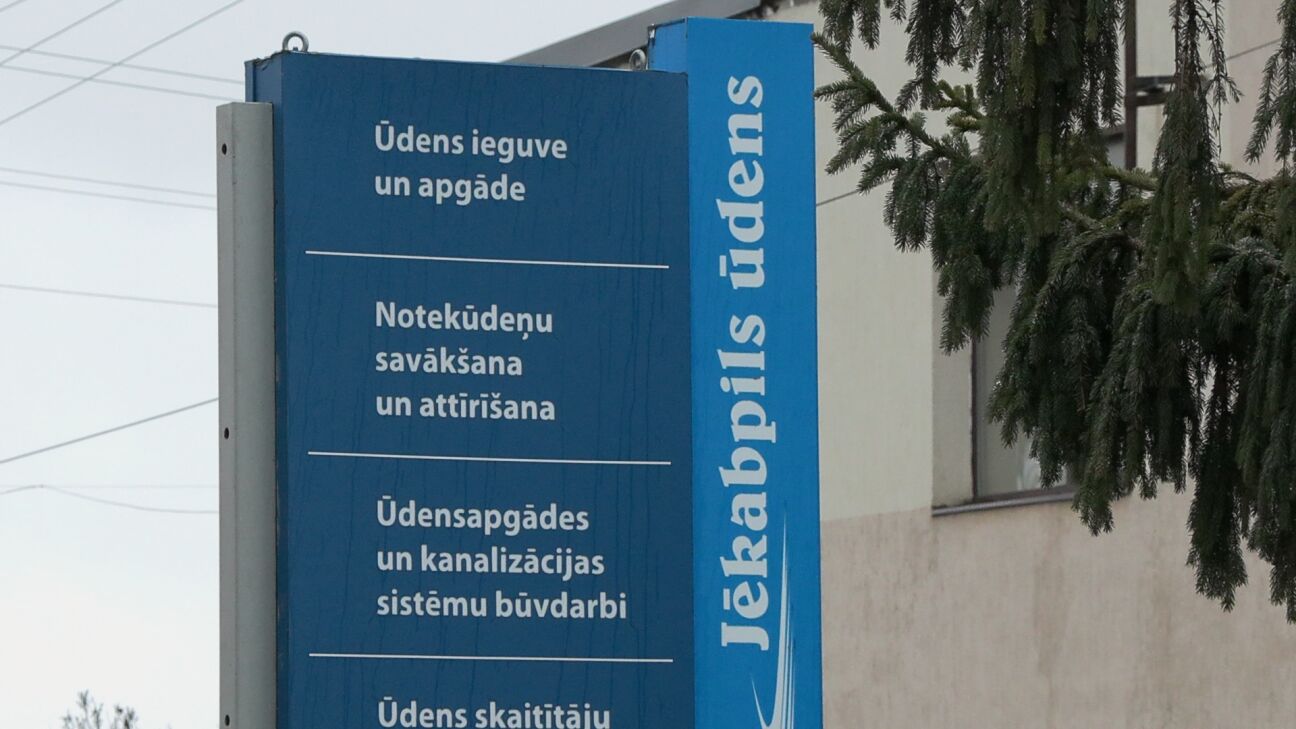 Ūdens ieguve
un apgāde
Notekūdeņu
savākšana
un attīrīšana
Ūdensapgādes
un kanalizācijas
sistēmu būvdarbi
Ūdens skaitītāju
Jēkabpils ūdens